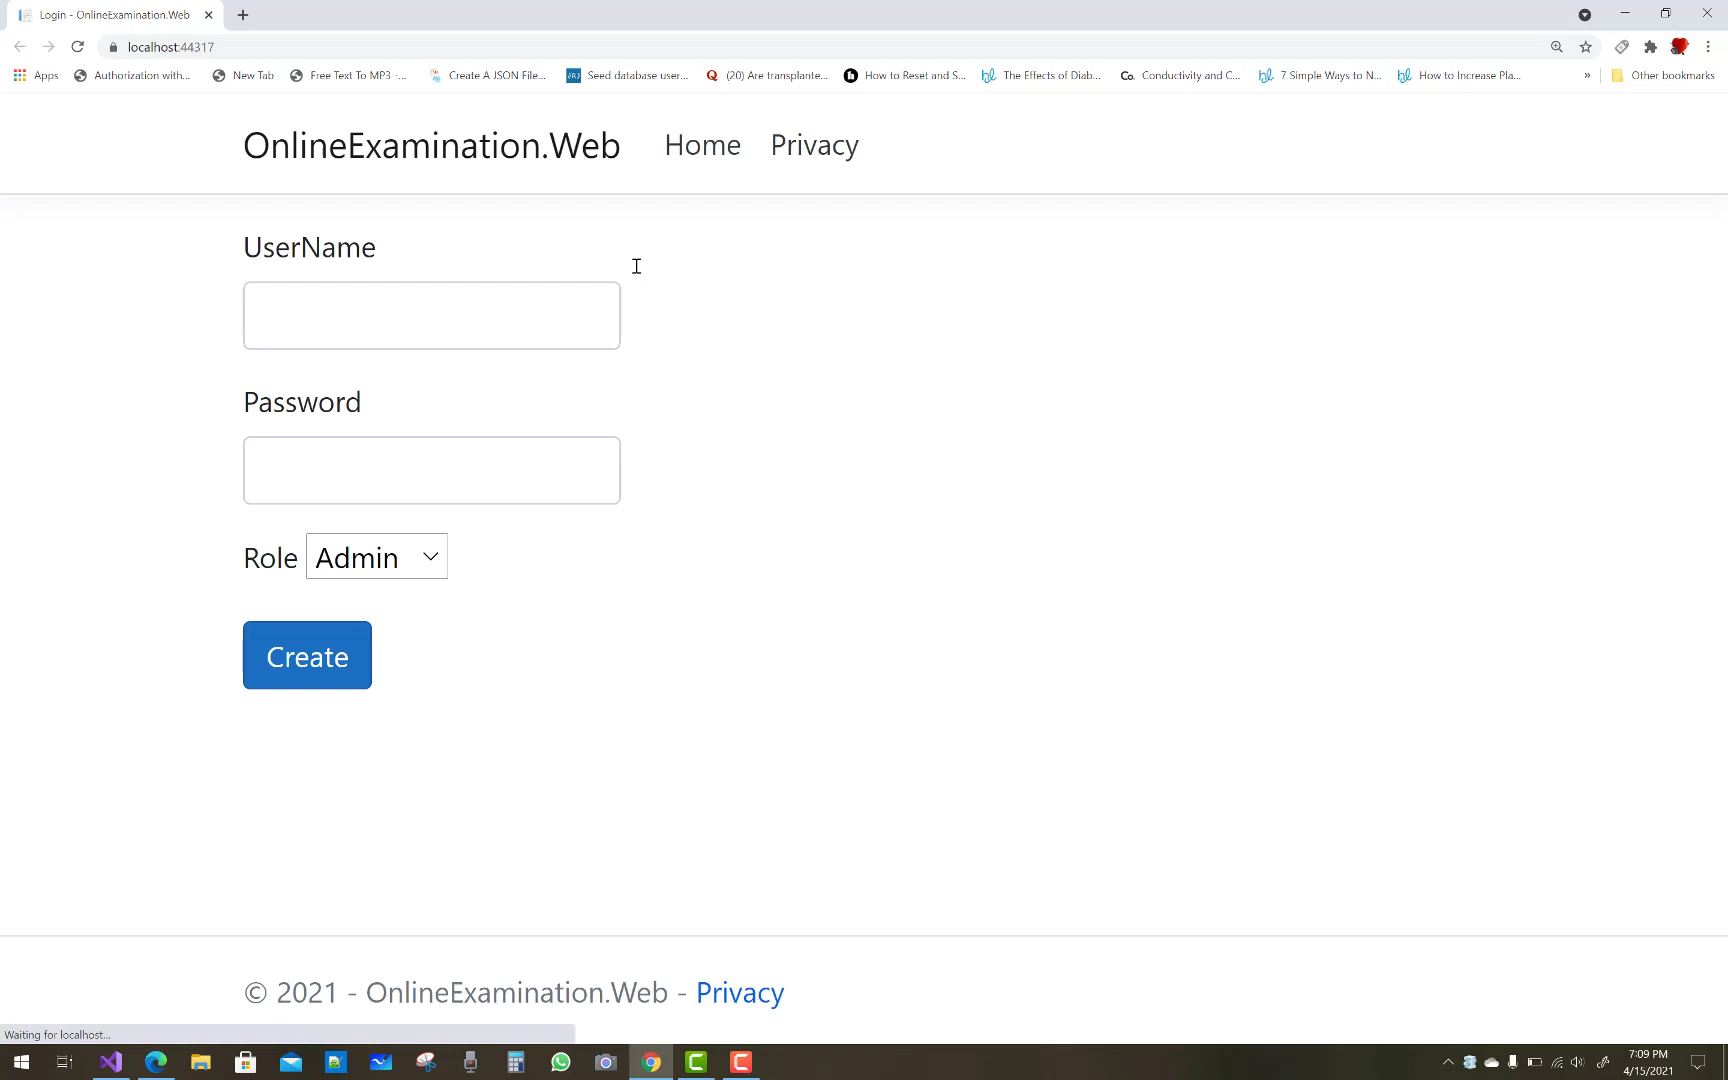 Login - OnlineExamination.Web
localhost:44317
Apps Authorization with... New Tab Free Text To MP3 -... Create A JSON File... Seed database user... (20) Are transplante... How to Reset and S... The Effects of Diab... Conductivity and C... 7 Simple Ways to N... How to Increase Pla... » Other bookmarks
OnlineExamination.Web Home Privacy
UserName
Password
Role Admin
Create
© 2021 - OnlineExamination.Web - Privacy
Waiting for localhost...
7:09 PM
4/15/2021